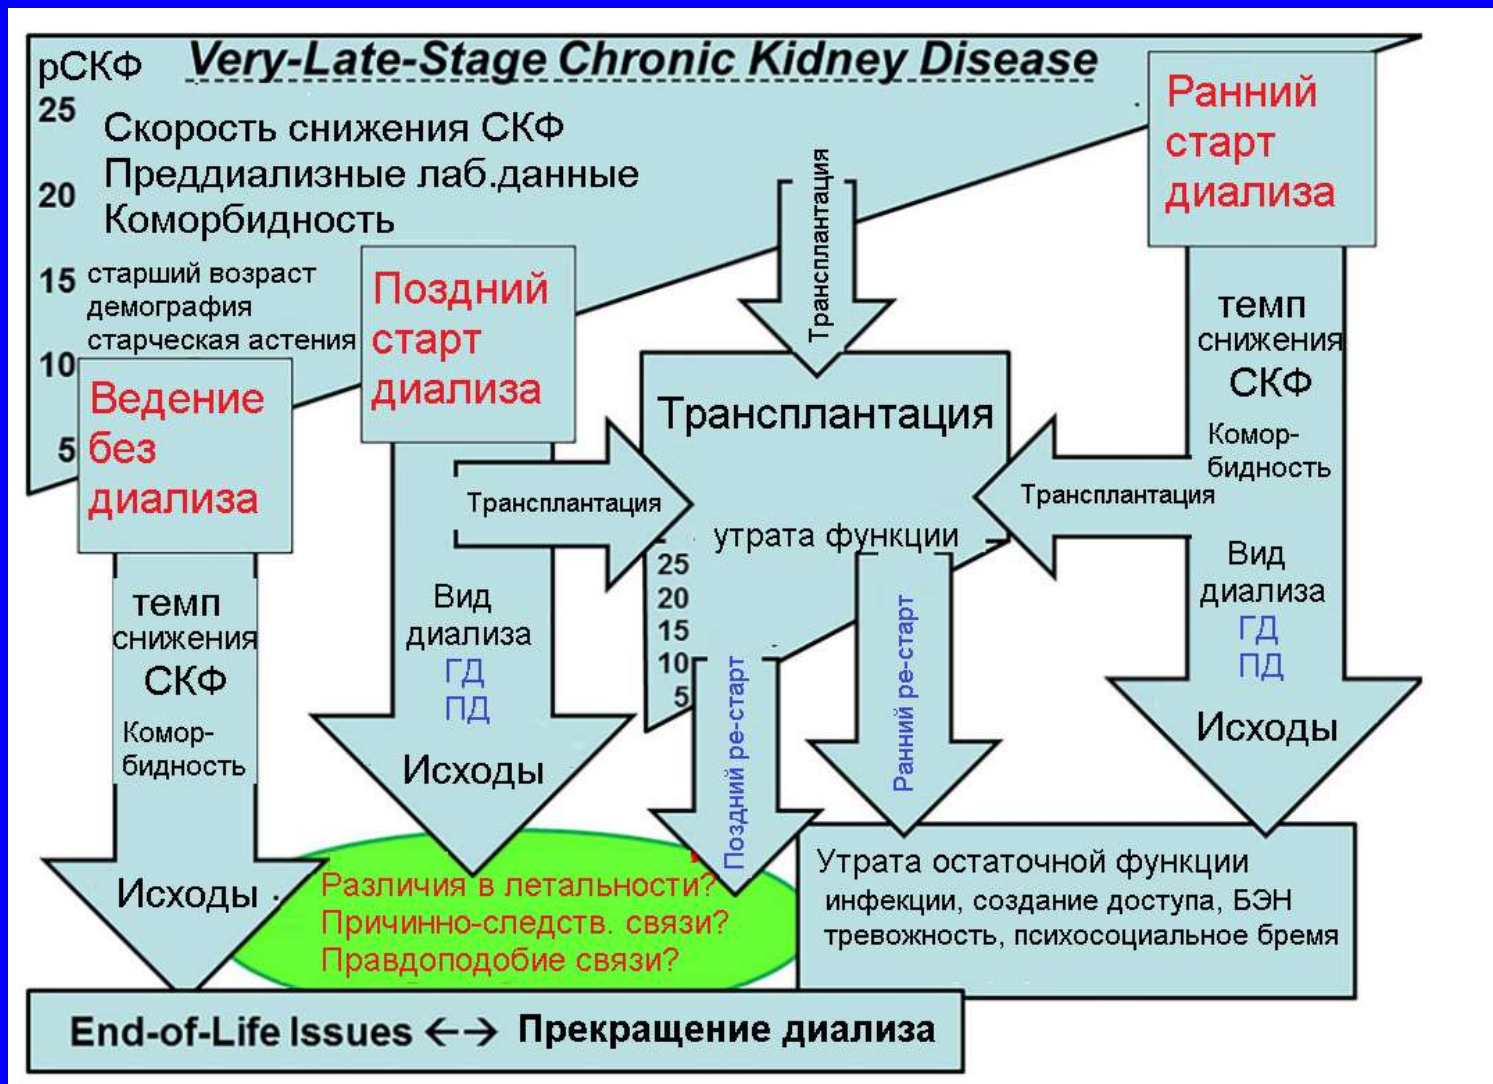 Very-Late-Stage Chronic Kidney Disease
рСКФ
25
20
15
10
5
Скорость снижения СКФ
Преддиализные лаб.данные
Коморбидность
старший возраст
демография
старческая астения
Ведение
без
диализа
темп
снижения
СКФ
Комор-
бидность
Исходы
Поздний
старт
диализа
Вид
диализа
ГД
ПД
Исходы
Трансплантация
Трансплантация
Трансплантация
Трансплантация
утрата функции
25
20
15
10
5
Поздний ре-старт
Ранний ре-старт
Ранний
старт
диализа
темп
снижения
СКФ
Комор-
бидность
Вид
диализа
ГД
ПД
Исходы
Различия в летальности?
Причинно-следств. связи?
Правдоподобие связи?
Утрата остаточной функции
инфекции, создание доступа, БЭН
тревожность, психосоциальное бремя
End-of-Life Issues ←→ Прекращение диализа